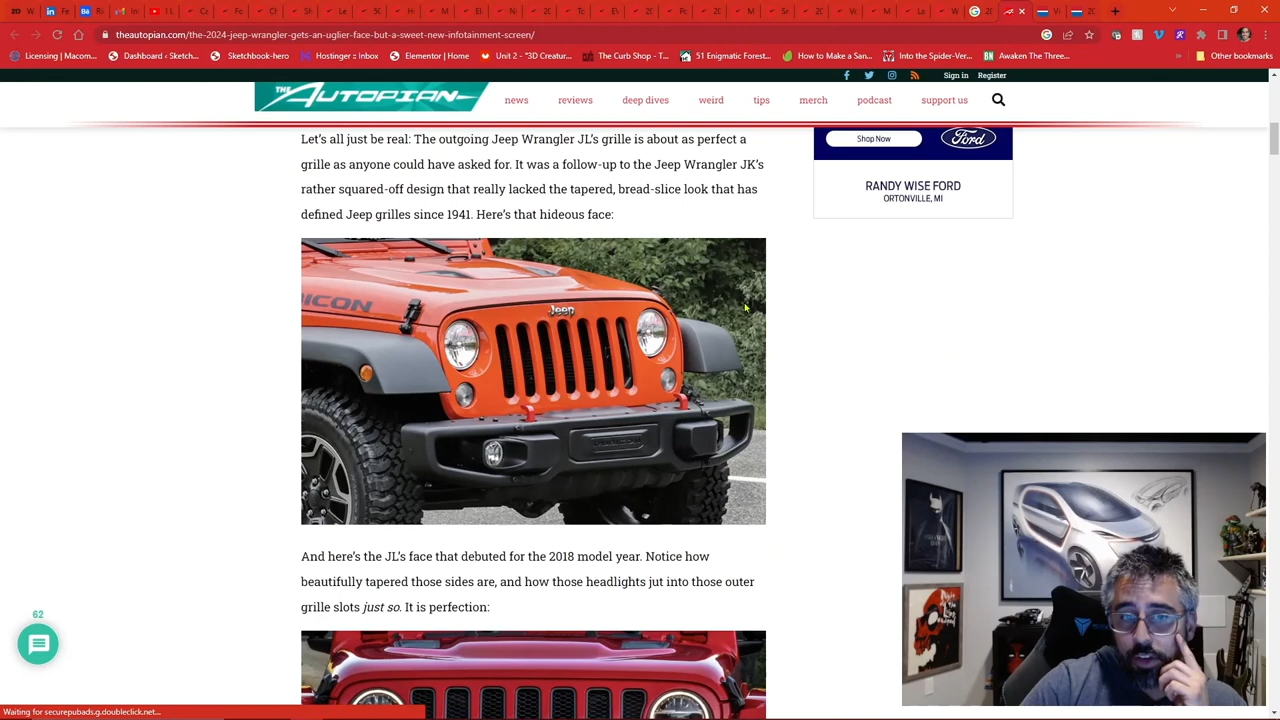 theautopian.com/the-2024-jeep-wrangler-gets-an-uglier-face-but-a-sweet-new-infotainment-screen/
Licensing | Macom...
Dashboard ‹ Sketch...
Sketchbook-hero
Hostinger :: Inbox
Elementor | Home
Unit 2 - "3D Creatur...
The Curb Shop - T...
51 Enigmatic Forest...
How to Make a San...
Into the Spider-Ver...
Awaken The Three...
Other bookmarks
Sign in
Register
THE AUTOPIAN
news
reviews
deep dives
weird
tips
merch
podcast
support us
Let's all just be real: The outgoing Jeep Wrangler JL's grille is about as perfect a
grille as anyone could have asked for. It was a follow-up to the Jeep Wrangler JK's
rather squared-off design that really lacked the tapered, bread-slice look that has
defined Jeep grilles since 1941. Here's that hideous face:
Shop Now
Ford
RANDY WISE FORD
ORTONVILLE, MI
RICON
Jeep
And here's the JL's face that debuted for the 2018 model year. Notice how
beautifully tapered those sides are, and how those headlights jut into those outer
grille slots just so. It is perfection:
62
Waiting for securepubads.g.doubleclick.net...